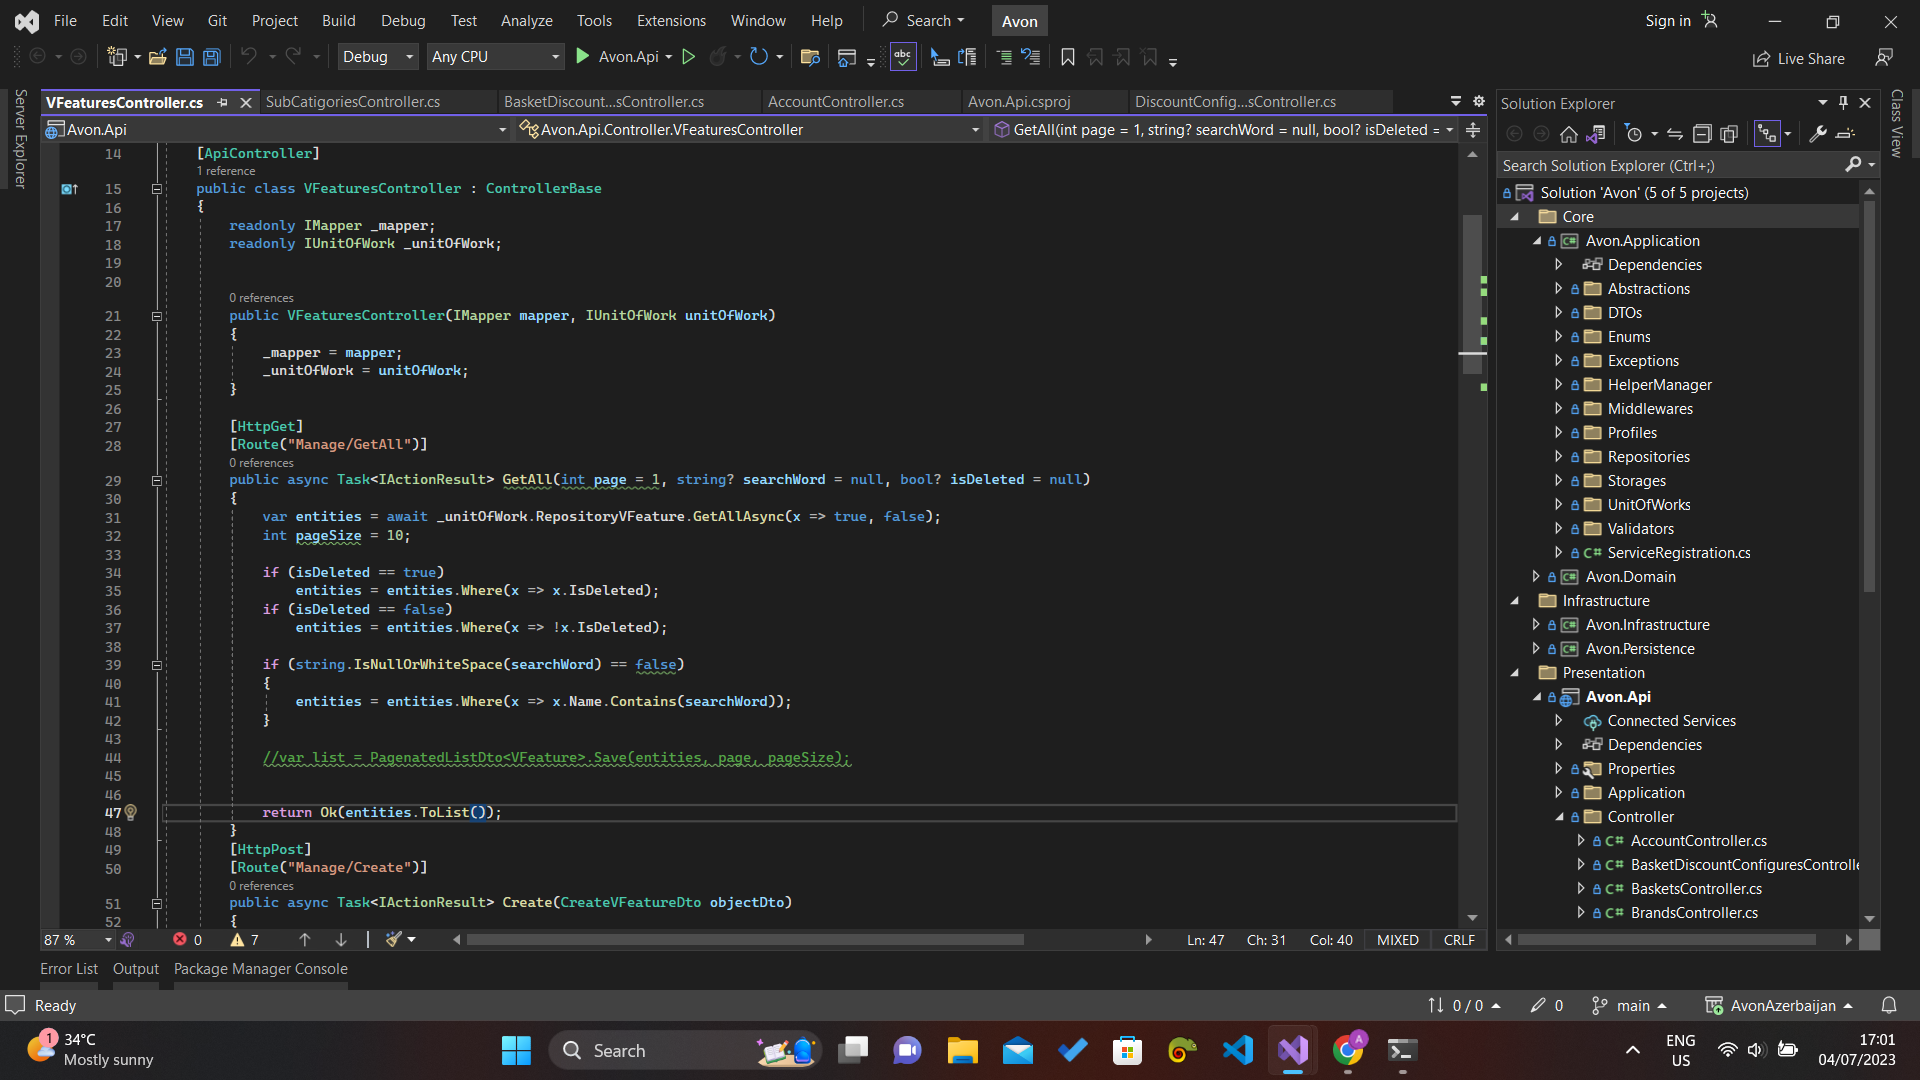 File Edit View Git Project Build Debug Test Analyze Tools Extensions Window Help Search Avon Sign in
Debug Any CPU Avon.Api Live Share
Server Explorer
VFeaturesController.cs SubCatigoriesController.cs BasketDiscount...sController.cs AccountController.cs Avon.Api.csproj DiscountConfig...sController.cs
Avon.Api Avon.Api.Controller.VFeaturesController GetAll(int page = 1, string? searchWord = null, bool? isDeleted =
14 [ApiController]
1 reference
15 public class VFeaturesController : ControllerBase
16 {
17 readonly IMapper _mapper;
18 readonly IUnitOfWork _unitOfWork;
19
20
0 references
21 public VFeaturesController(IMapper mapper, IUnitOfWork unitOfWork)
22 {
23 _mapper = mapper;
24 _unitOfWork = unitOfWork;
25 }
26
27 [HttpGet]
28 [Route("Manage/GetAll")]
0 references
29 public async Task<IActionResult> GetAll(int page = 1, string? searchWord = null, bool? isDeleted = null)
30 {
31 var entities = await _unitOfWork.RepositoryVFeature.GetAllAsync(x => true, false);
32 int pageSize = 10;
33
34 if (isDeleted == true)
35 entities = entities.Where(x => x.IsDeleted);
36 if (isDeleted == false)
37 entities = entities.Where(x => !x.IsDeleted);
38
39 if (string.IsNullOrWhiteSpace(searchWord) == false)
40 {
41 entities = entities.Where(x => x.Name.Contains(searchWord));
42 }
43
44 //var list = PagenatedListDto<VFeature>.Save(entities, page, pageSize);
45
46
47 return Ok(entities.ToList());
48 }
49 [HttpPost]
50 [Route("Manage/Create")]
0 references
51 public async Task<IActionResult> Create(CreateVFeatureDto objectDto)
52 {
87 % 0 7 Ln: 47 Ch: 31 Col: 40 MIXED CRLF
Error List Output Package Manager Console
Solution Explorer
Search Solution Explorer (Ctrl+;)
Solution 'Avon' (5 of 5 projects)
Core
Avon.Application
Dependencies
Abstractions
DTOs
Enums
Exceptions
HelperManager
Middlewares
Profiles
Repositories
Storages
UnitOfWorks
Validators
C# ServiceRegistration.cs
Avon.Domain
Infrastructure
Avon.Infrastructure
Avon.Persistence
Presentation
Avon.Api
Connected Services
Dependencies
Properties
Application
Controller
C# AccountController.cs
C# BasketDiscountConfiguresControlle
C# BasketsController.cs
C# BrandsController.cs
Class View
Ready 0 / 0 0 main AvonAzerbaijan
1 34°C
Mostly sunny
Search
A
ENG
US
17:01
04/07/2023